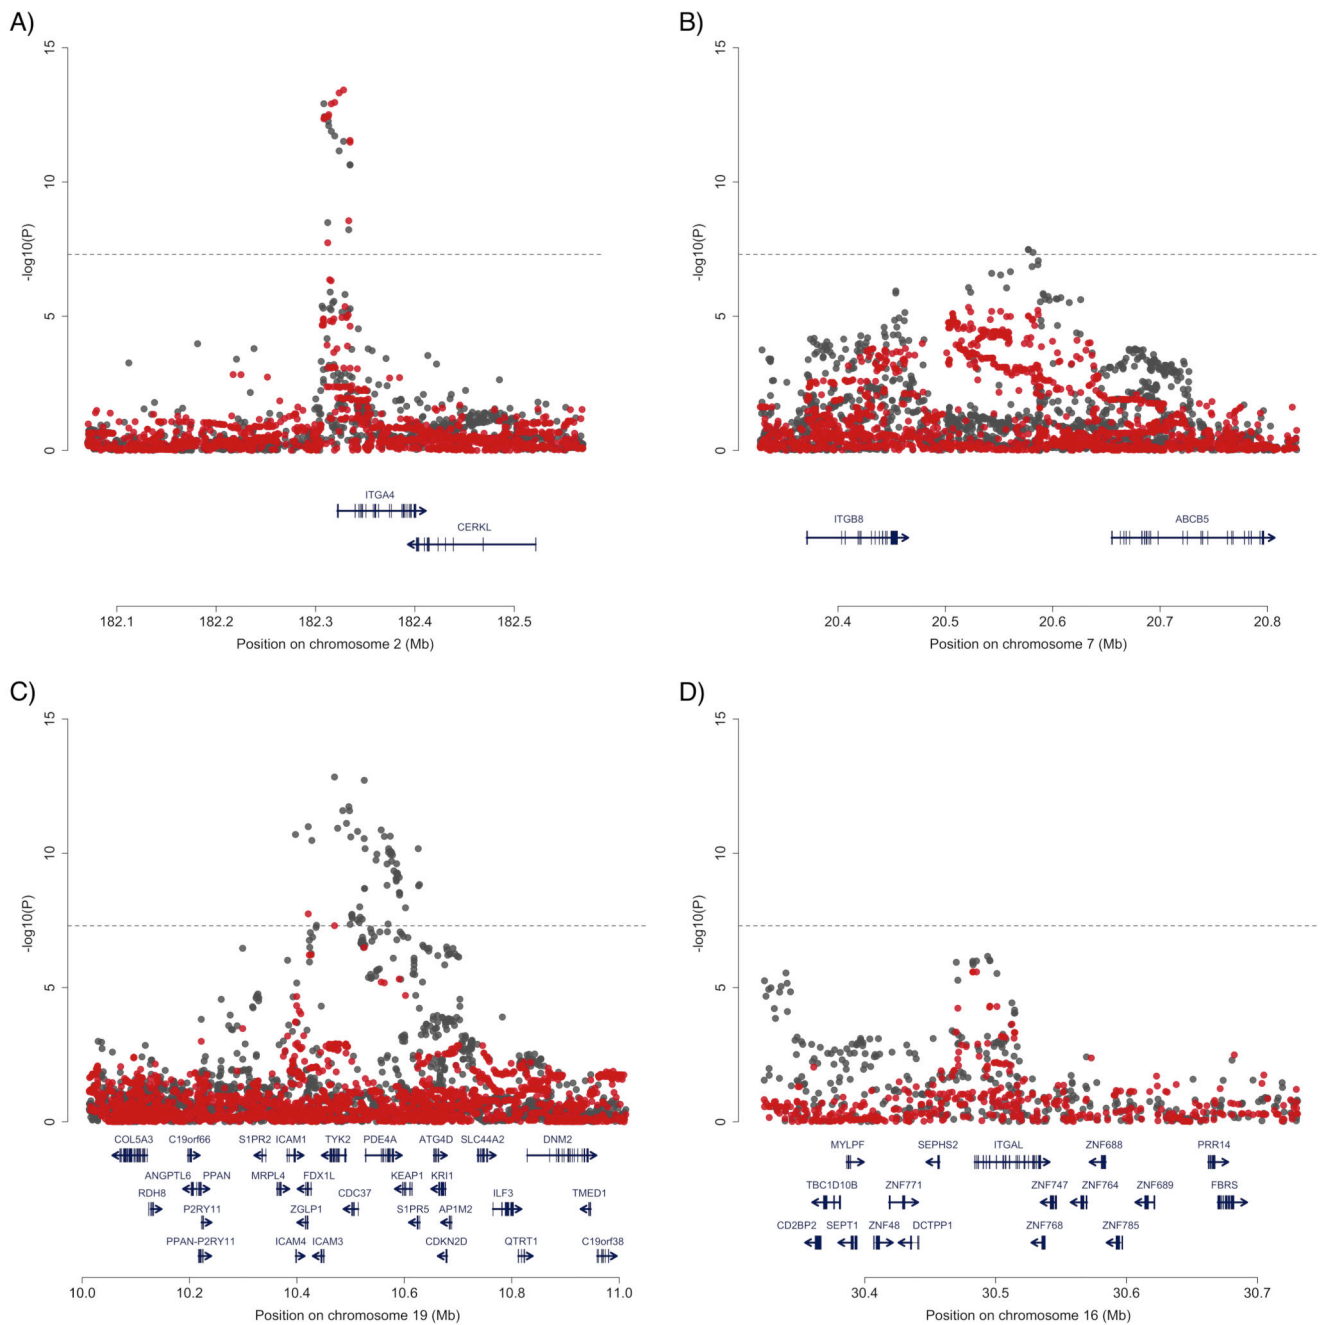 A)
15
10
5
0
-log10(P)
ITGA4
CERKL
182.1 182.2 182.3 182.4 182.5
Position on chromosome 2 (Mb)
B)
15
10
5
0
-log10(P)
ITGB8 ABCB5
20.4 20.5 20.6 20.7 20.8
Position on chromosome 7 (Mb)
C)
15
10
5
0
-log10(P)
COL5A3 C19orf66 S1PR2 ICAM1 TYK2 PDE4A ATG4D SLC44A2 DNM2
ANGPTL6 PPAN MRPL4 FDX1L KEAP1 KRI1
RDH8 P2RY11 ZGLP1 CDC37 S1PR5 AP1M2 ILF3 TMED1
PPAN-P2RY11 ICAM4 ICAM3 CDKN2D QTRT1 C19orf38
10.0 10.2 10.4 10.6 10.8 11.0
Position on chromosome 19 (Mb)
D)
15
10
5
0
-log10(P)
MYLPF SEPHS2 ITGAL ZNF688 PRR14
TBC1D10B ZNF771 ZNF747 ZNF764 ZNF689 FBRS
CD2BP2 SEPT1 ZNF48 DCTPP1 ZNF768 ZNF785
30.4 30.5 30.6 30.7
Position on chromosome 16 (Mb)